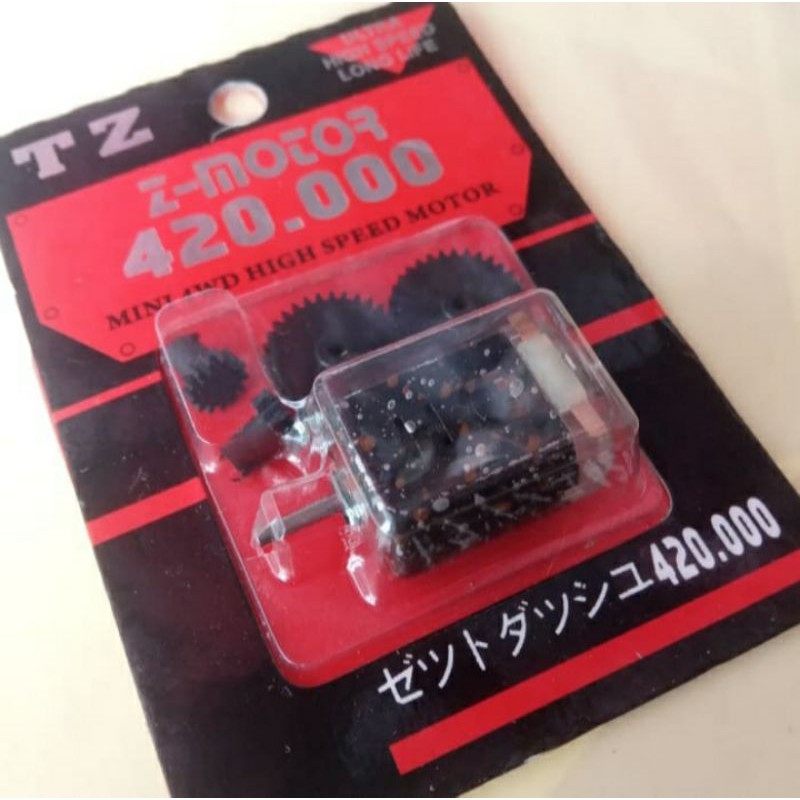 ULTRA
HIGH SPEED
LONG LIFE
TZ
Z-MOTOR
420.000
MINI 4WD HIGH SPEED MOTOR
ゼツトダツシユ420.000